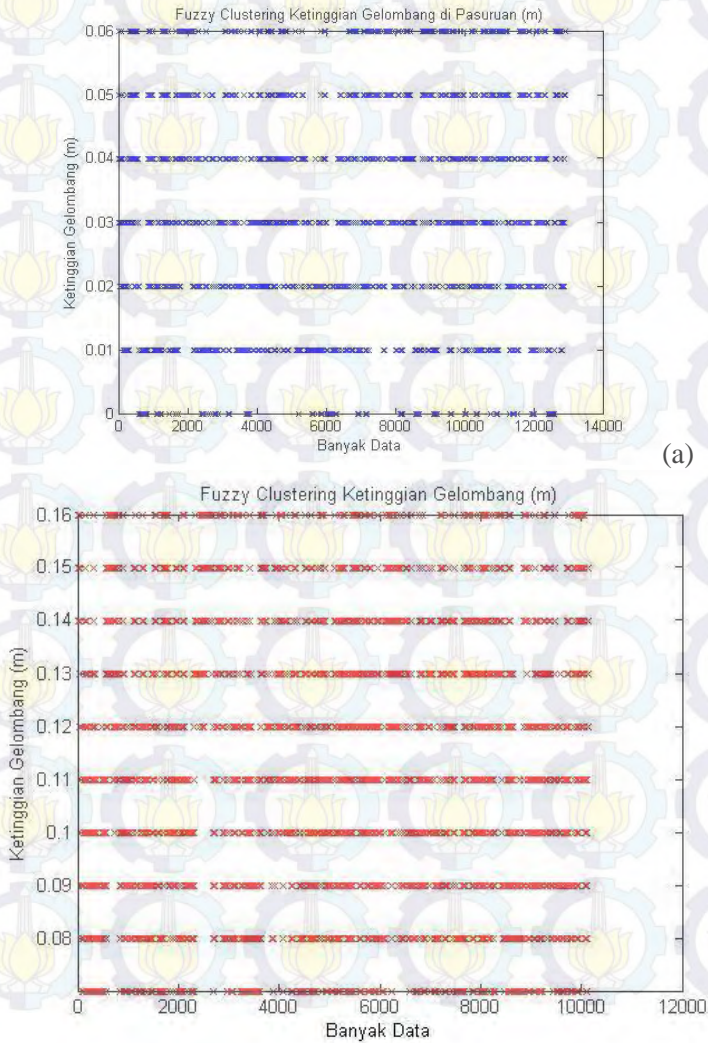 Fuzzy Clustering Ketinggian Gelombang di Pasuruan (m)
0.06
0.05
0.04
0.03
0.02
0.01
0
Ketinggian Gelombang (m)
0 2000 4000 6000 8000 10000 12000 14000
Banyak Data
(a)
Fuzzy Clustering Ketinggian Gelombang (m)
0.16
0.15
0.14
0.13
0.12
0.11
0.1
0.09
0.08
Ketinggian Gelombang (m)
0 2000 4000 6000 8000 10000 12000
Banyak Data